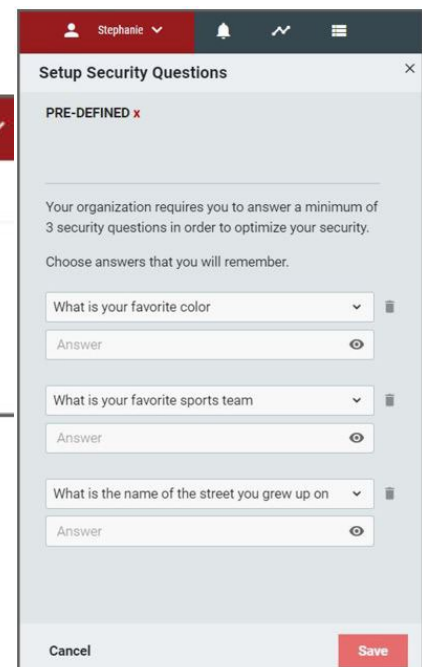 Stephanie
Setup Security Questions
PRE-DEFINED x
Your organization requires you to answer a minimum of
3 security questions in order to optimize your security.
Choose answers that you will remember.
What is your favorite color
Answer
What is your favorite sports team
Answer
What is the name of the street you grew up on
Answer
Cancel
Save